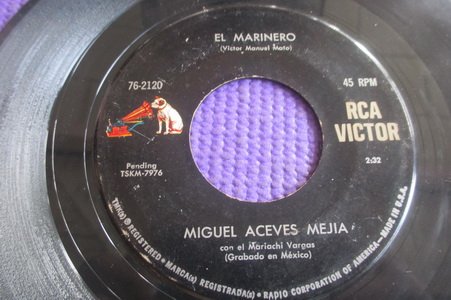 EL MARINERO
(Victor Manuel Mato)
76-2120
45 RPM
RCA
VICTOR
Pending
TSKM-7976
2:32
MIGUEL ACEVES MEJIA
con el Mariachi Vargas
(Grabado en México)
TMK(s) ® REGISTERED • MARCA(s) REGISTRADA(s) • RADIO CORPORATION OF AMERICA—MADE IN U.S.A.